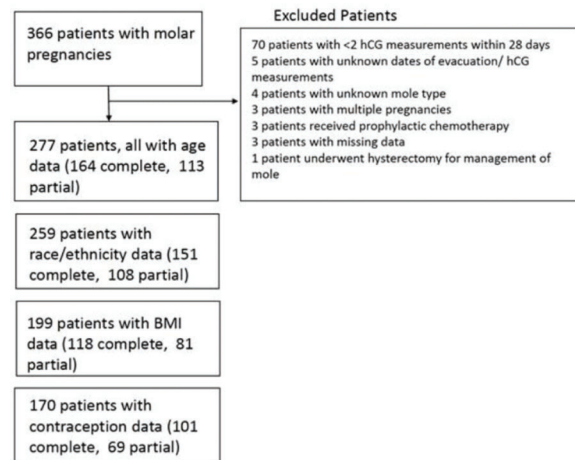 366 patients with molar
pregnancies
Excluded Patients
70 patients with <2 hCG measurements within 28 days
5 patients with unknown dates of evacuation/ hCG
measurements
4 patients with unknown mole type
3 patients with multiple pregnancies
3 patients received prophylactic chemotherapy
3 patients with missing data
1 patient underwent hysterectomy for management of
mole
277 patients, all with age
data (164 complete, 113
partial)
259 patients with
race/ethnicity data (151
complete, 108 partial)
199 patients with BMI
data (118 complete, 81
partial)
170 patients with
contraception data (101
complete, 69 partial)